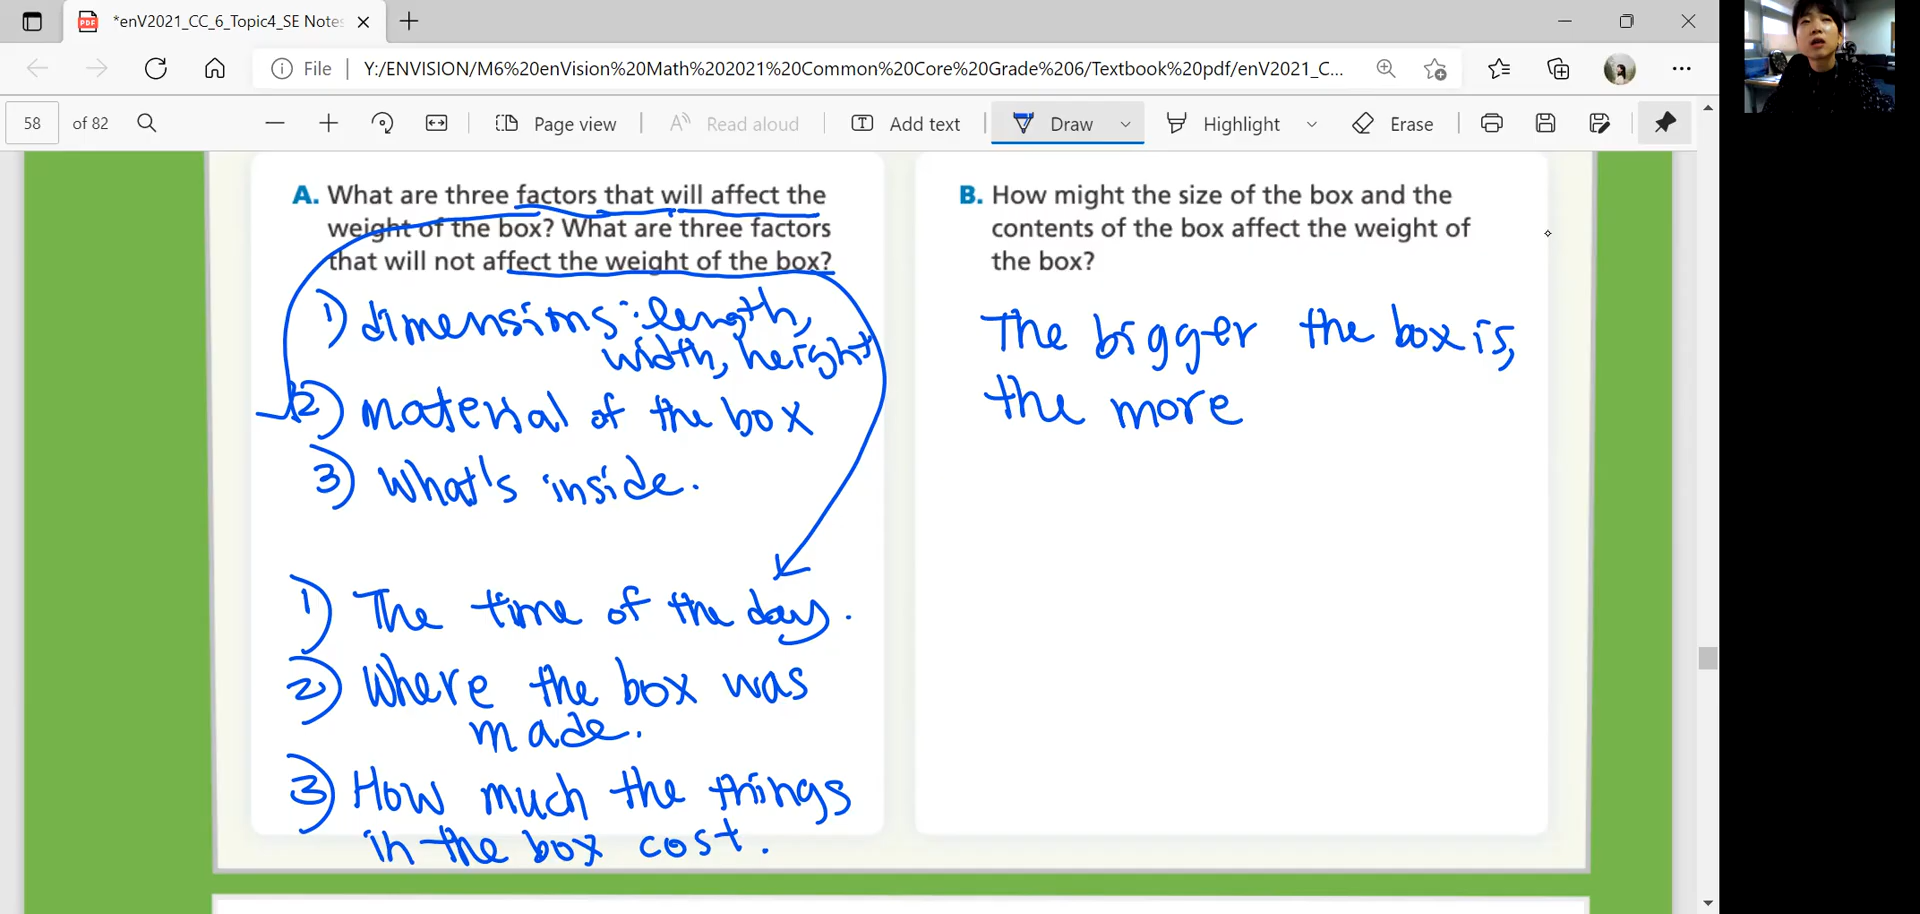 *enV2021_CC_6_Topic4_SE Notes
File
Y:/ENVISION/M6%20enVision%20Math%202021%20Common%20Core%20Grade%206/Textbook%20pdf/enV2021_C...
58 of 82
Page view
Read aloud
Add text
Draw
Highlight
Erase
A. What are three factors that will affect the
weight of the box? What are three factors
that will not affect the weight of the box?
1) dimensions: length,
width, height
2) material of the box
3) What's inside.
1) The time of the day.
2) Where the box was
made.
3) How much the things
in the box cost.
B. How might the size of the box and the
contents of the box affect the weight of
the box?
The bigger the box is,
the more